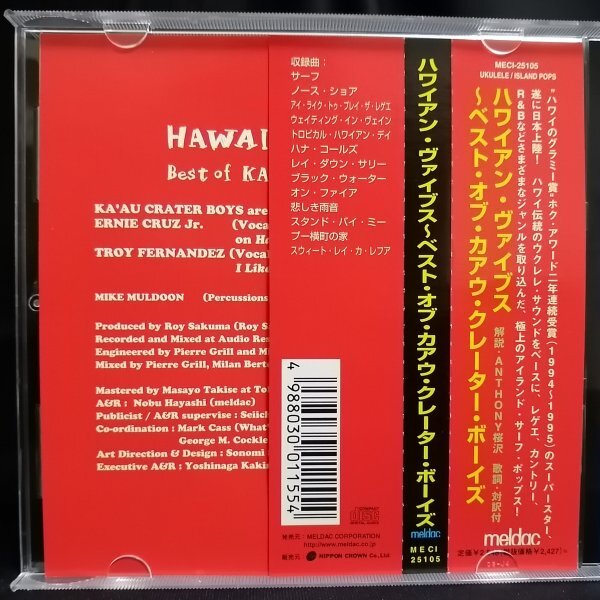 HAWAI
Best of KA
KA'AU CRATER BOYS are
ERNIE CRUZ Jr. (Voca
on Ha
TROY FERNANDEZ (Vocal
I Like
MIKE MULDOON (Percussions
Produced by Roy Sakuma (Roy S
Recorded and Mixed at Audio Res
Engineered by Pierre Grill and M
Mixed by Pierre Grill, Milan Bert
Mastered by Masayo Takise at To
A&R : Nobu Hayashi (meldac)
Publicist / A&R supervise : Seiich
Co-ordination : Mark Cass (What'
George M. Cockie
Art Direction & Design : Sonomi
Executive A&R : Yoshinaga Kaki
収録曲：
サーフ
ノース・ショア
アイ・ライク・トゥ・プレイ・ザ・レゲエ
ウェイティング・イン・ヴェイン
トロピカル・ハワイアン・デイ
ハナ・コールズ
レイ・ダウン・サリー
ブラック・ウォーター
オン・ファイア
悲しき雨音
スタンド・バイ・ミー
プー横町の家
スウィート・レイ・カ・レフア
4 988030 011554
COMPACT
disc
DIGITAL AUDIO
発売元： MELDAC CORPORATION
http://www.meldac.com
販売元： NIPPON CROWN Co., Ltd.
ハワイアン・ヴァイブス〜ベスト・オブ・カアウ・クレーター・ボーイズ
meldac
MECI
25105
MECI-25105
UKULELE / ISLAND POPS
"ハワイのグラミー賞"ホク・アワード二年連続受賞(1994〜1995)のスーパースター、
遂に日本上陸！ ハワイ伝統のウクレレ・サウンドをベースに、レゲエ、カントリー、
R&Bなどさまざまなジャンルを取り込んだ、極上のアイランド・サーフ・ポップス！
ハワイアン・ヴァイブス
〜ベスト・オブ・カアウ・クレーター・ボーイズ
解説・ANTHONY桜沢 歌詞・対訳付
meldac
¥2,427)